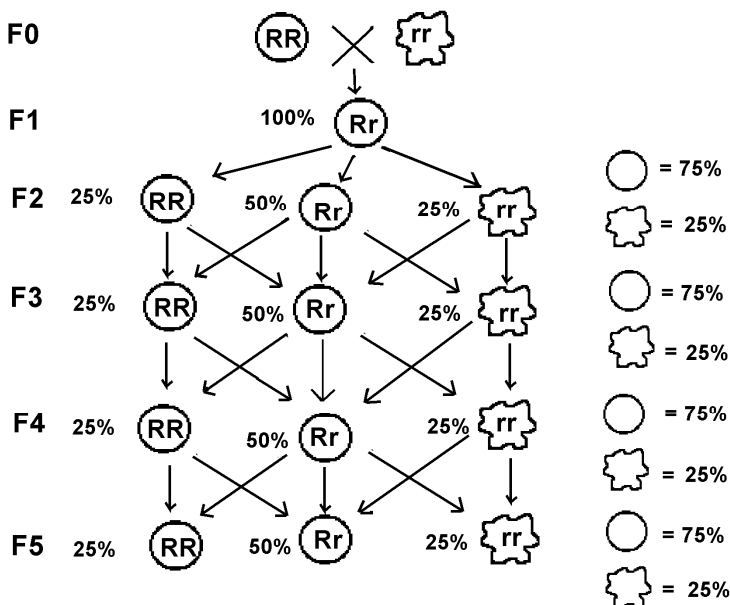 F0 RR rr
F1 100% Rr
= 75%
F2 25% RR 50% Rr 25% rr
= 25%
F3 25% RR 50% Rr 25% rr
= 75%
= 25%
F4 25% RR 50% Rr 25% rr
= 75%
= 25%
F5 25% RR 50% Rr 25% rr
= 75%
= 25%